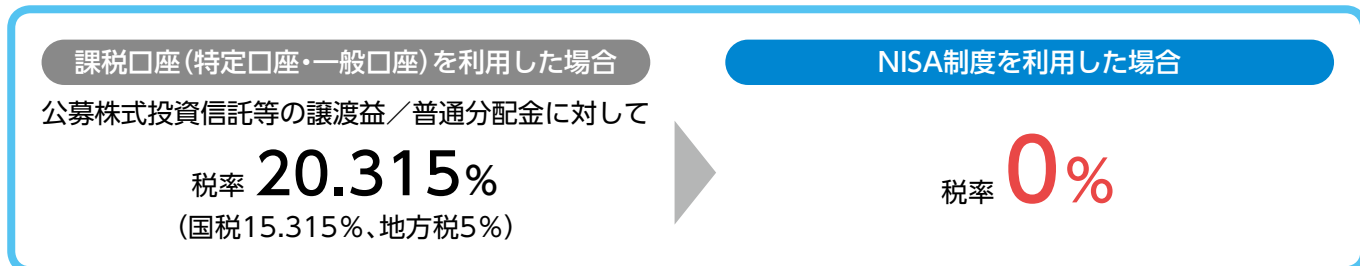 課税口座（特定口座・一般口座）を利用した場合
公募株式投資信託等の譲渡益／普通分配金に対して
税率 20.315%
（国税15.315%、地方税5%）
NISA制度を利用した場合
税率 0%